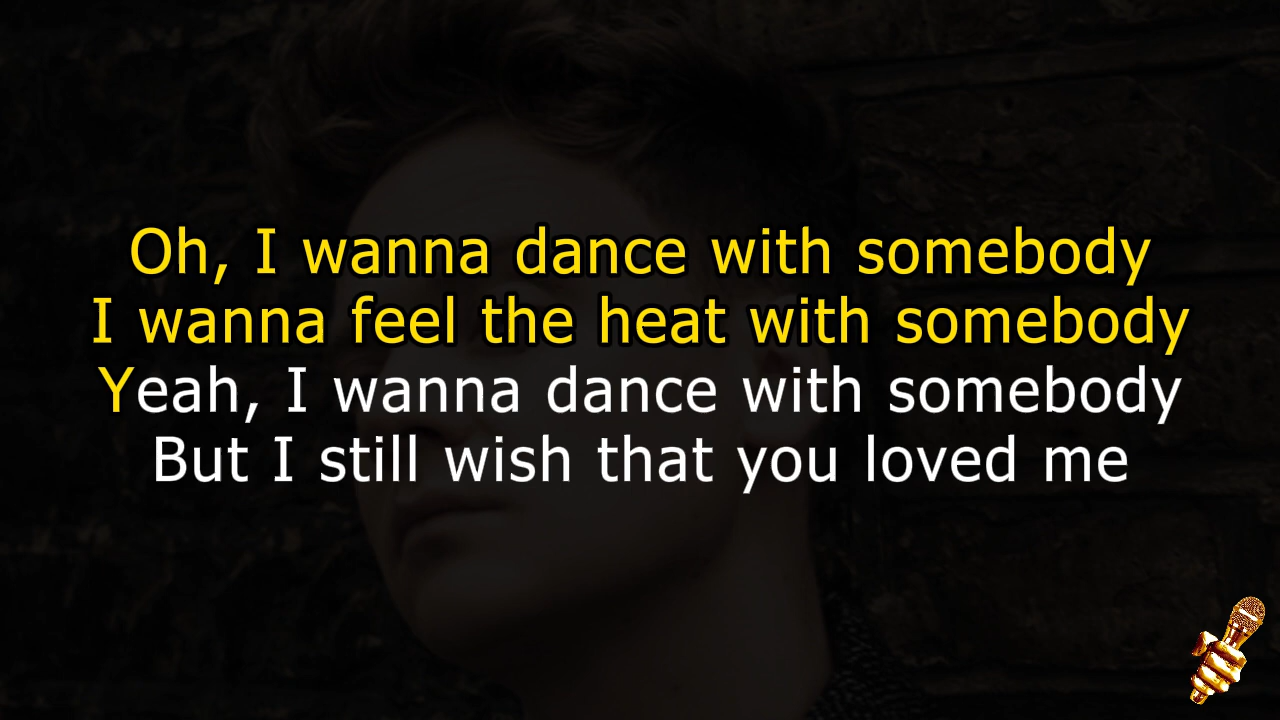 Oh, I wanna dance with somebody
I wanna feel the heat with somebody
Yeah, I wanna dance with somebody
But I still wish that you loved me